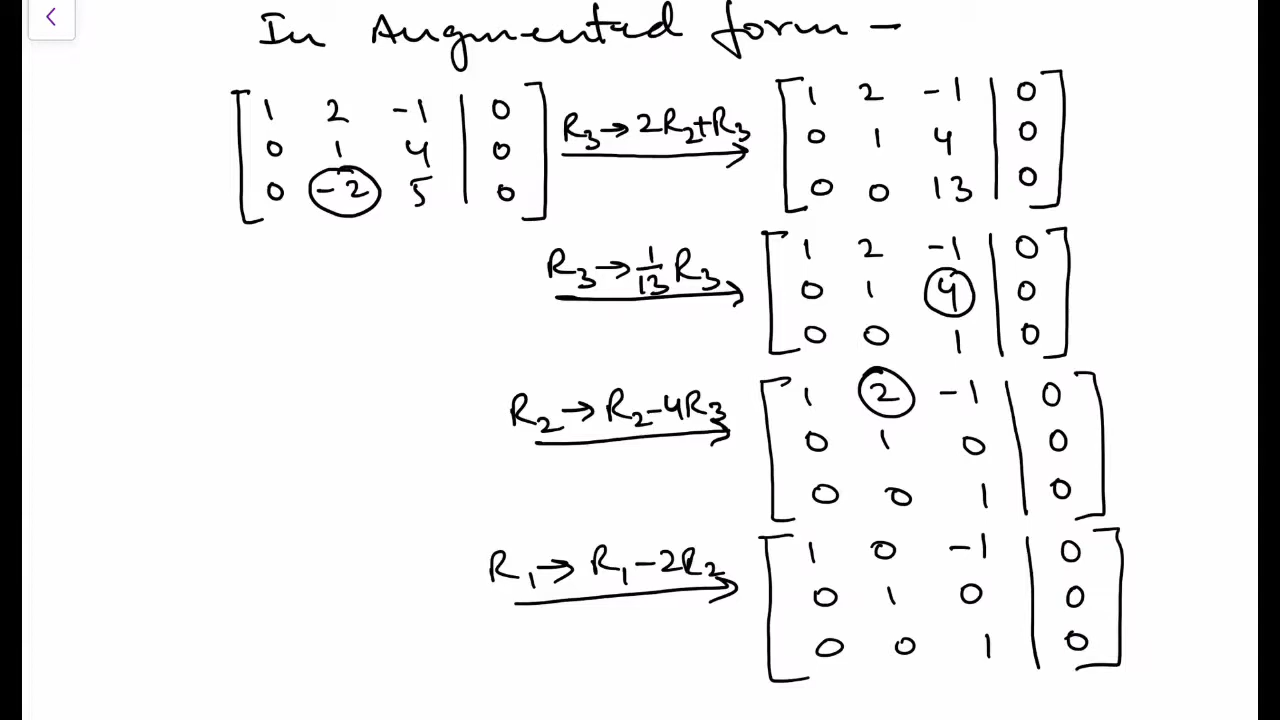 In Augmented form -
[1 2 -1 | 0] R₃→2R₂+R₃ [1 2 -1 | 0]
[0 1 4 | 0] [0 1 4 | 0]
[0 -2 5 | 0] [0 0 13 | 0]
R₃→1/13 R₃ [1 2 -1 | 0]
[0 1 4 | 0]
[0 0 1 | 0]
R₂→R₂-4R₃ [1 2 -1 | 0]
[0 1 0 | 0]
[0 0 1 | 0]
R₁→R₁-2R₂ [1 0 -1 | 0]
[0 1 0 | 0]
[0 0 1 | 0]